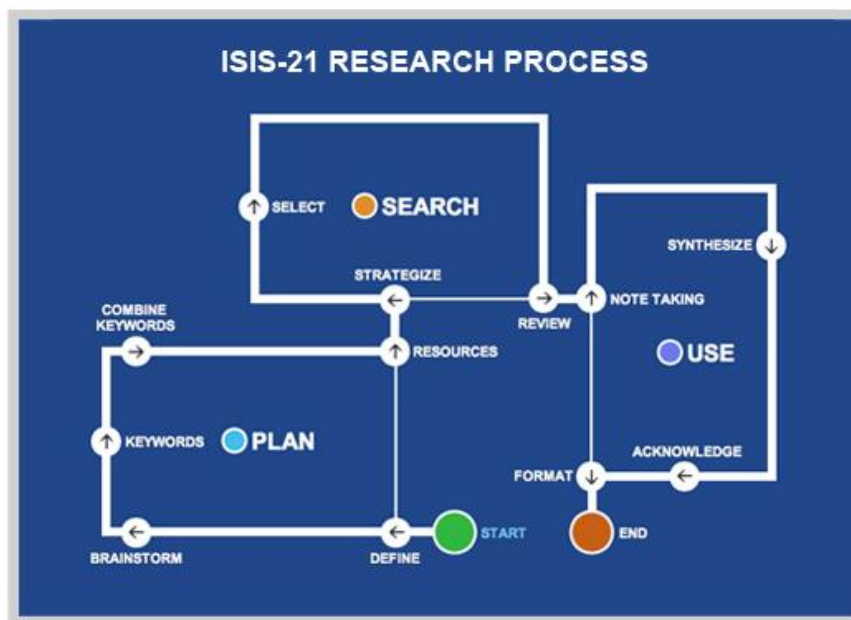 ISIS-21 RESEARCH PROCESS
SELECT
SEARCH
STRATEGIZE
REVIEW
NOTE TAKING
SYNTHESIZE
USE
COMBINE
KEYWORDS
RESOURCES
KEYWORDS
PLAN
ACKNOWLEDGE
FORMAT
BRAINSTORM
DEFINE
START
END